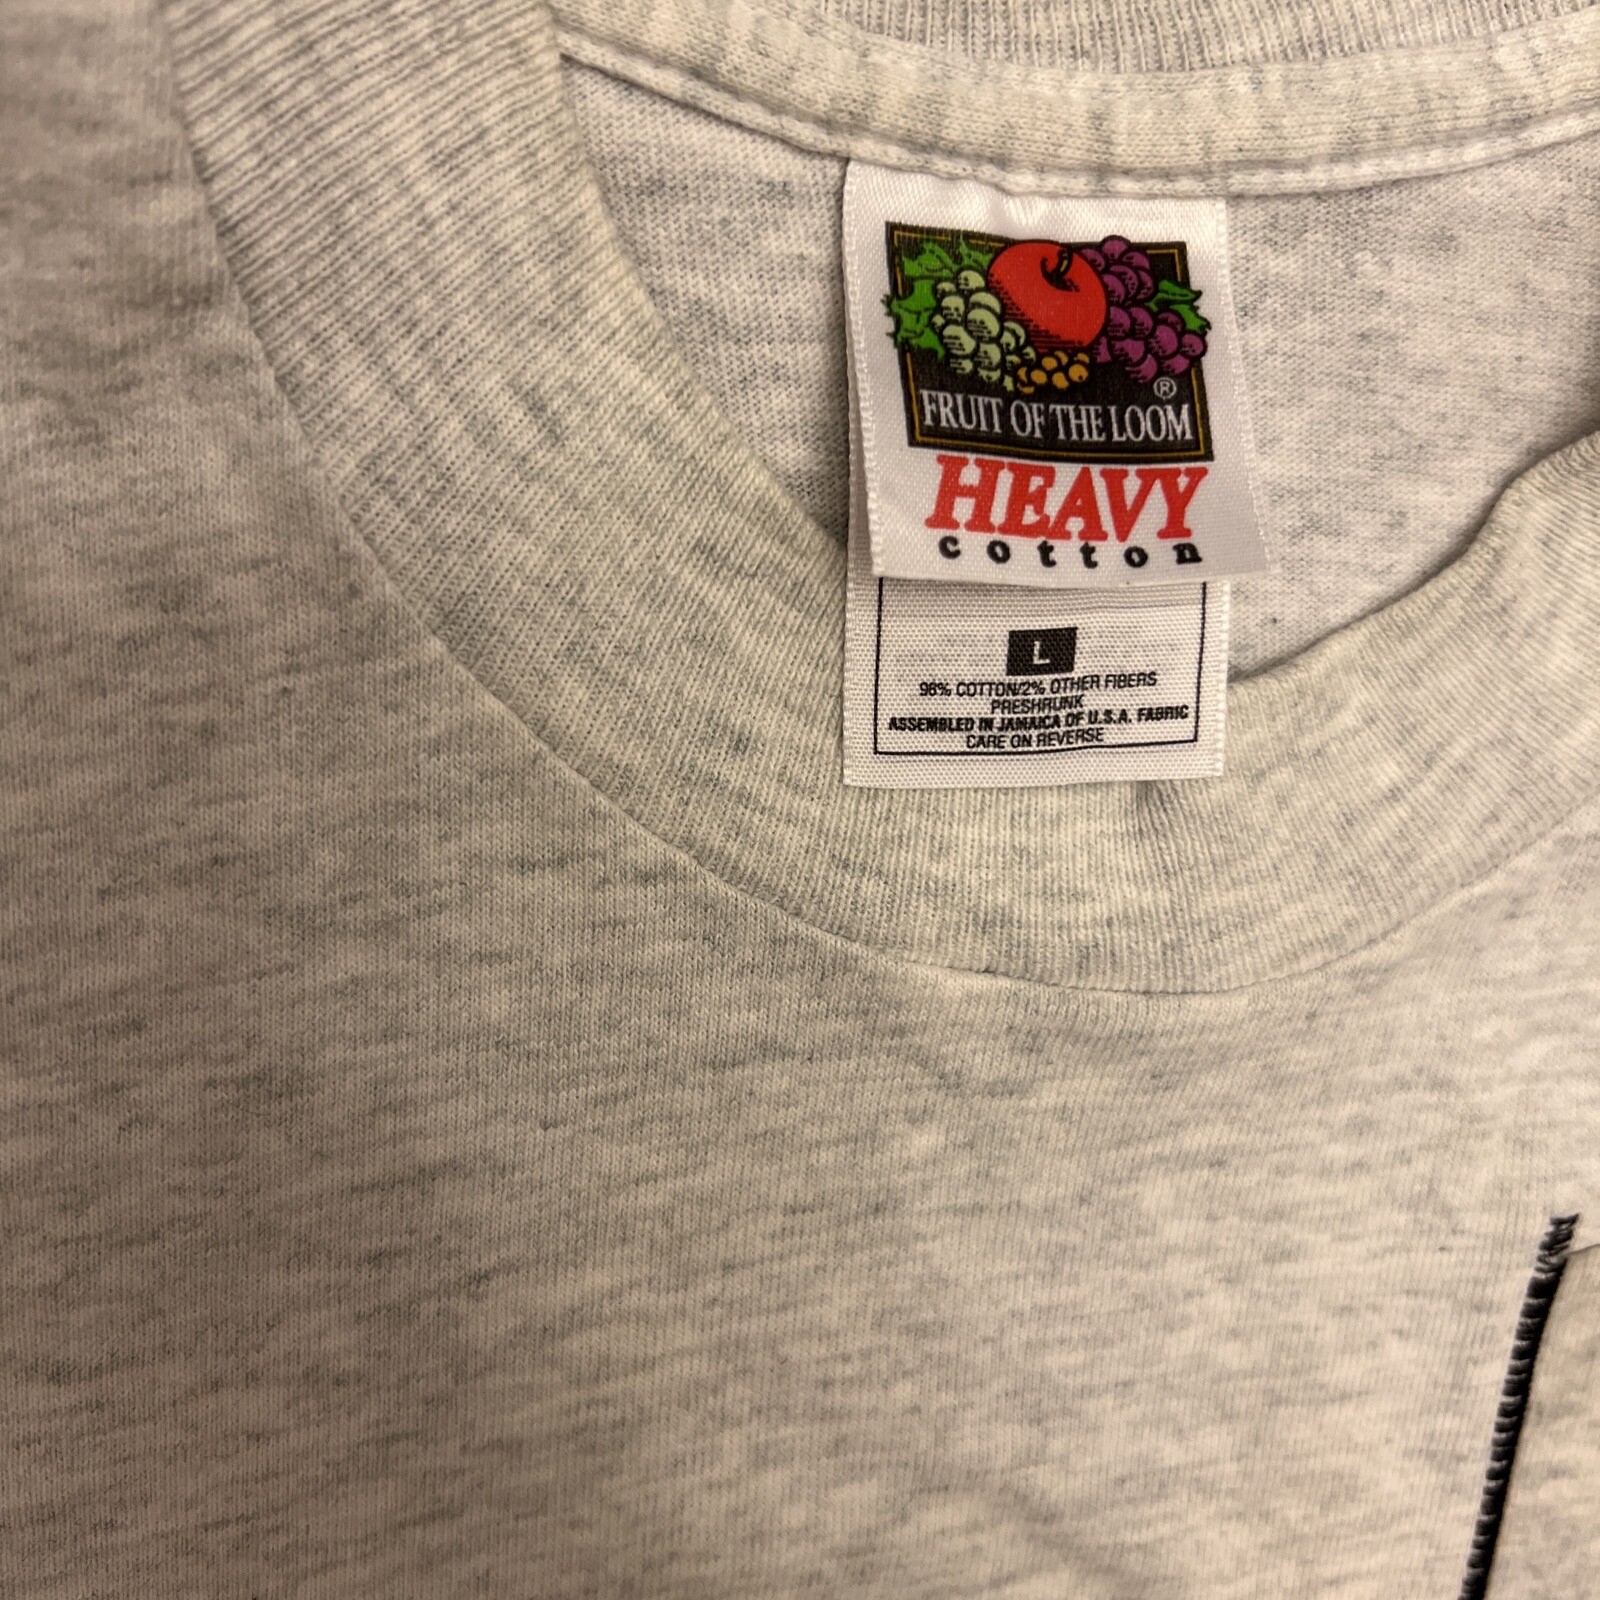 ®
FRUIT OF THE LOOM
HEAVY
cotton
L
98% COTTON/2% OTHER FIBERS
PRESHRUNK
ASSEMBLED IN JAMAICA OF U.S.A. FABRIC
CARE ON REVERSE